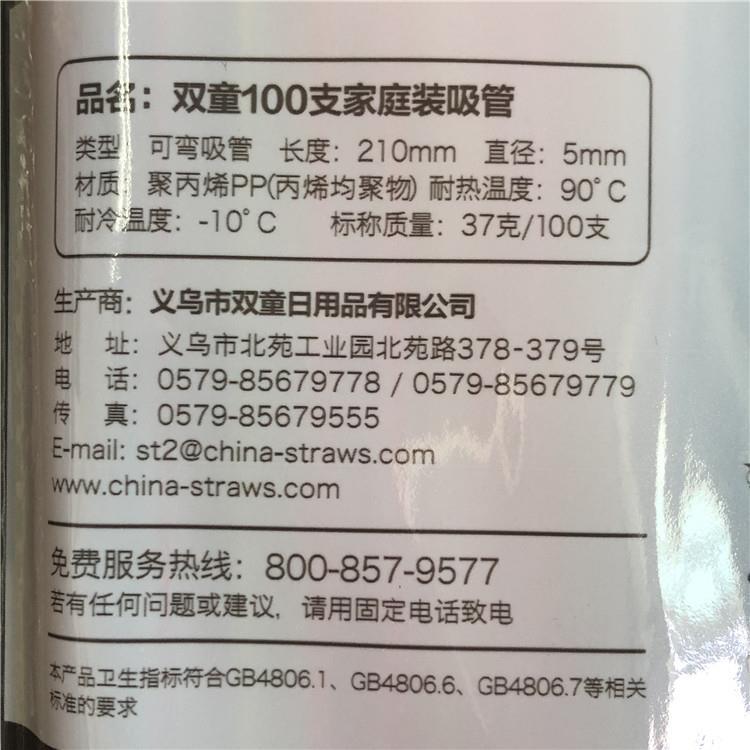 品名：双童100支家庭装吸管
类型：可弯吸管 长度：210mm 直径：5mm
材质：聚丙烯PP(丙烯均聚物) 耐热温度：90°C
耐冷温度：-10°C 标称质量：37克/100支
生产商：义乌市双童日用品有限公司
地 址：义乌市北苑工业园北苑路378-379号
电 话：0579-85679778 / 0579-85679779
传 真：0579-85679555
E-mail: st2@china-straws.com
www.china-straws.com
免费服务热线：800-857-9577
若有任何问题或建议，请用固定电话致电
本产品卫生指标符合GB4806.1、GB4806.6、GB4806.7等相关
标准的要求